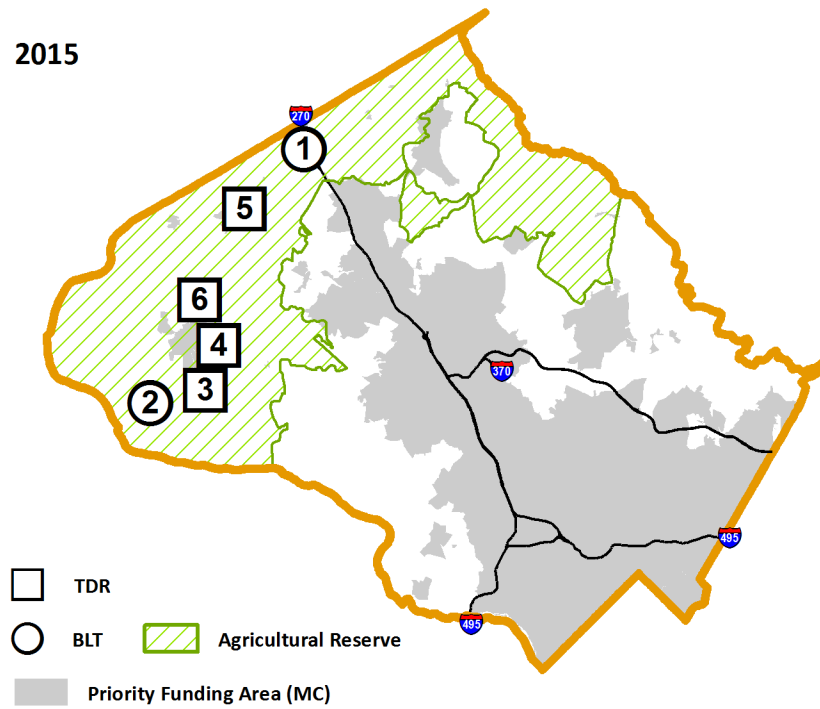 2015
270
1
5
6
4
3
2
370
495
495
TDR
BLT
Agricultural Reserve
Priority Funding Area (MC)